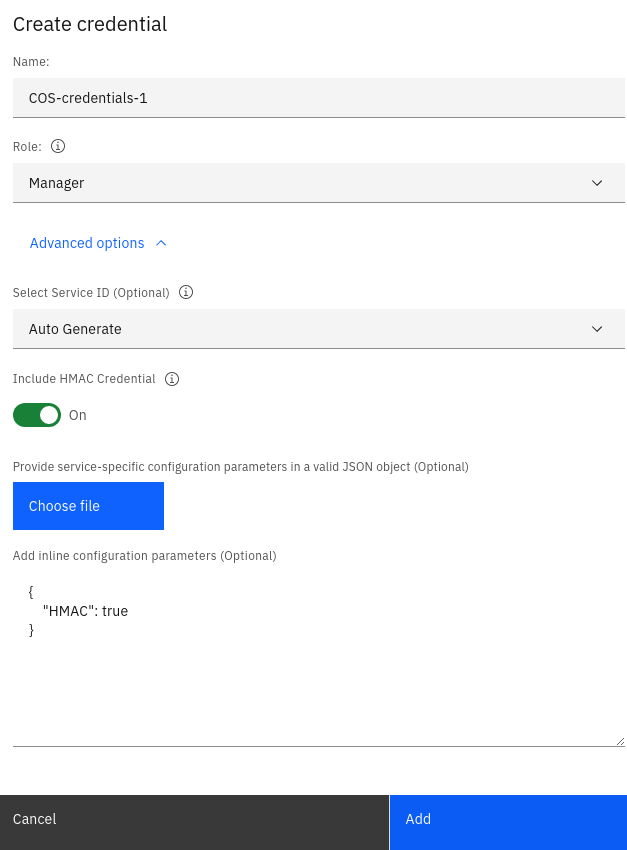 Create credential
Name:
COS-credentials-1
Role:
Manager
Advanced options
Select Service ID (Optional)
Auto Generate
Include HMAC Credential
On
Provide service-specific configuration parameters in a valid JSON object (Optional)
Choose file
Add inline configuration parameters (Optional)
{
    "HMAC": true
}
Cancel
Add